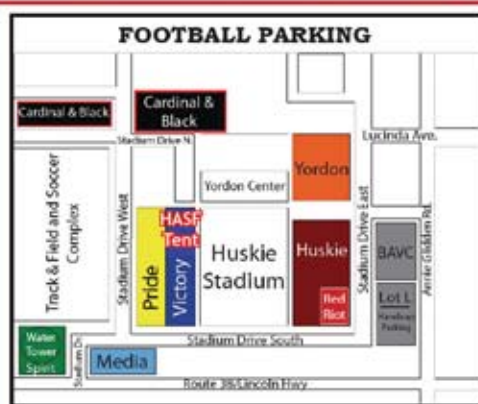 FOOTBALL PARKING
Cardinal & Black
Cardinal &
Black
Stadium Drive N.
Lucinda Ave.
Yordon
Yordon Center
Track & Field and Soccer
Complex
Stadium Drive West
Pride
Victory
HASF
Tent
Huskie
Stadium
Huskie
Red
Riot
Stadium Drive East
BAVC
Lot L
Handicap
Parking
Annie Glidden Rd.
Water
Tower
Spirit
Stadium Dr.
Media
Stadium Drive South
Route 38/Lincoln Hwy